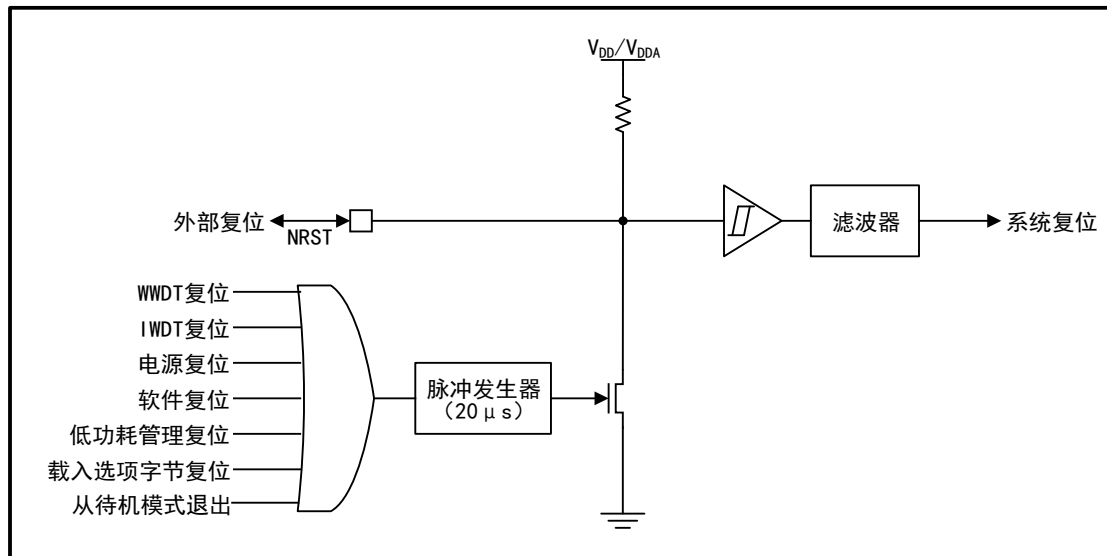 VDD/VDDA
外部复位
NRST
滤波器
系统复位
WWDT复位
IWDT复位
电源复位
软件复位
低功耗管理复位
载入选项字节复位
从待机模式退出
脉冲发生器
(20μs)